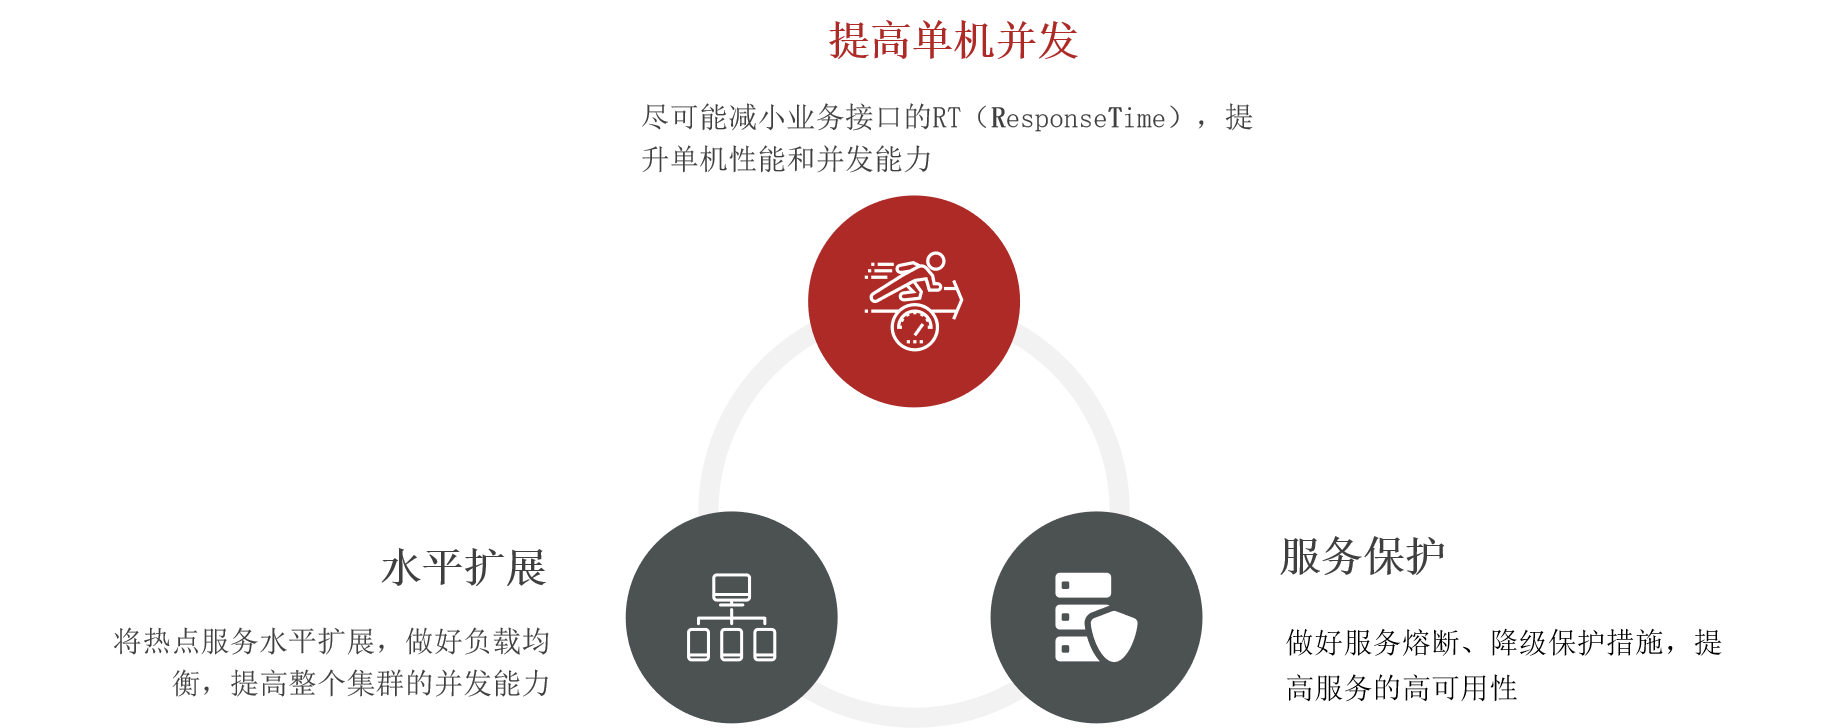 提高单机并发
尽可能减小业务接口的RT（ResponseTime），提
升单机性能和并发能力
水平扩展
将热点服务水平扩展，做好负载均
衡，提高整个集群的并发能力
服务保护
做好服务熔断、降级保护措施，提
高服务的高可用性